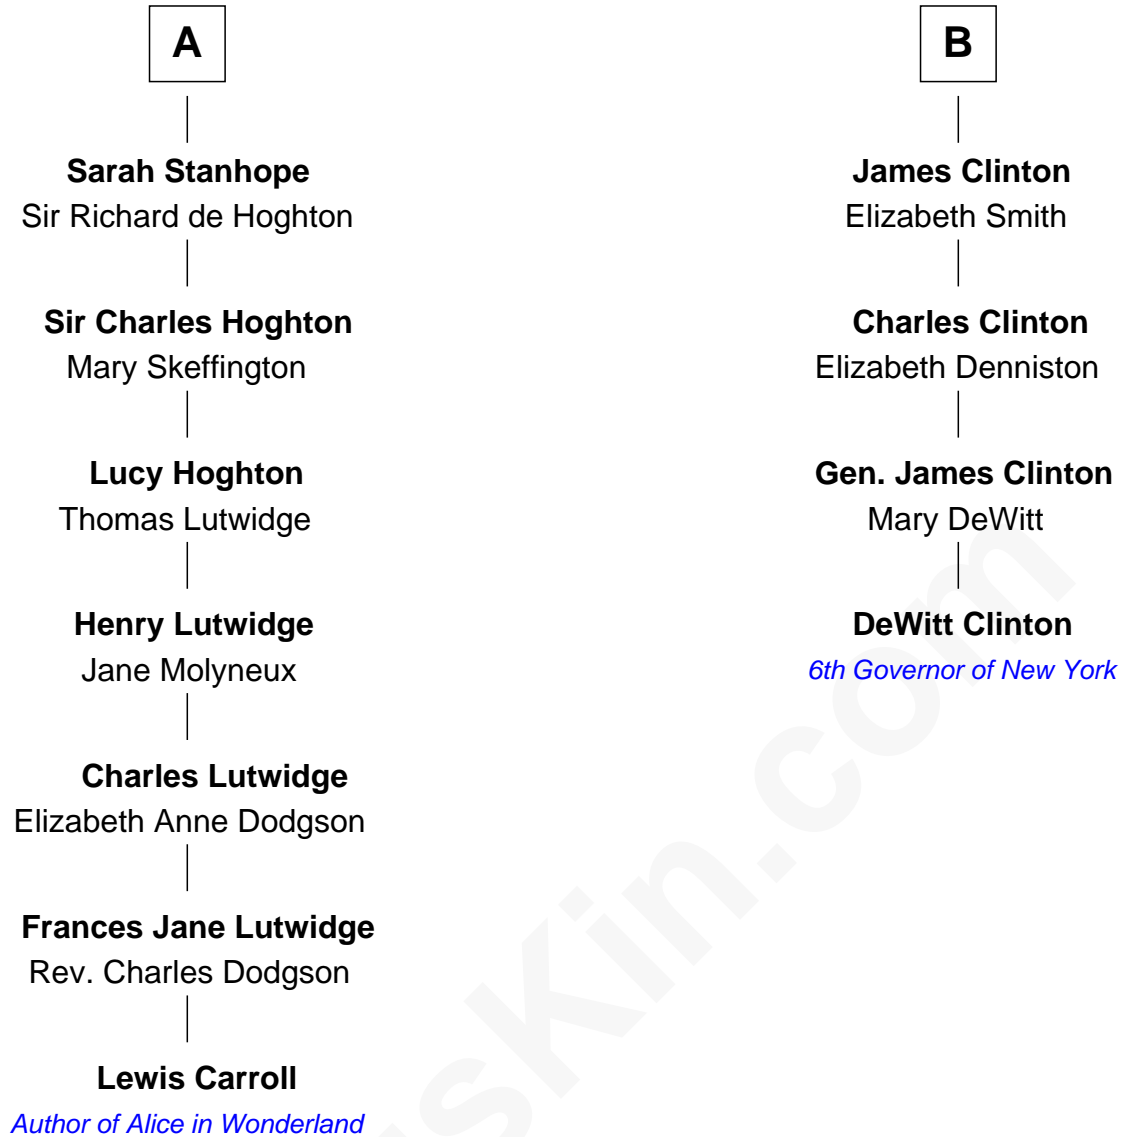 A
Sarah Stanhope
Sir Richard de Hoghton
Sir Charles Hoghton
Mary Skeffington
Lucy Hoghton
Thomas Lutwidge
Henry Lutwidge
Jane Molyneux
Charles Lutwidge
Elizabeth Anne Dodgson
Frances Jane Lutwidge
Rev. Charles Dodgson
Lewis Carroll
Author of Alice in Wonderland
B
James Clinton
Elizabeth Smith
Charles Clinton
Elizabeth Denniston
Gen. James Clinton
Mary DeWitt
DeWitt Clinton
6th Governor of New York